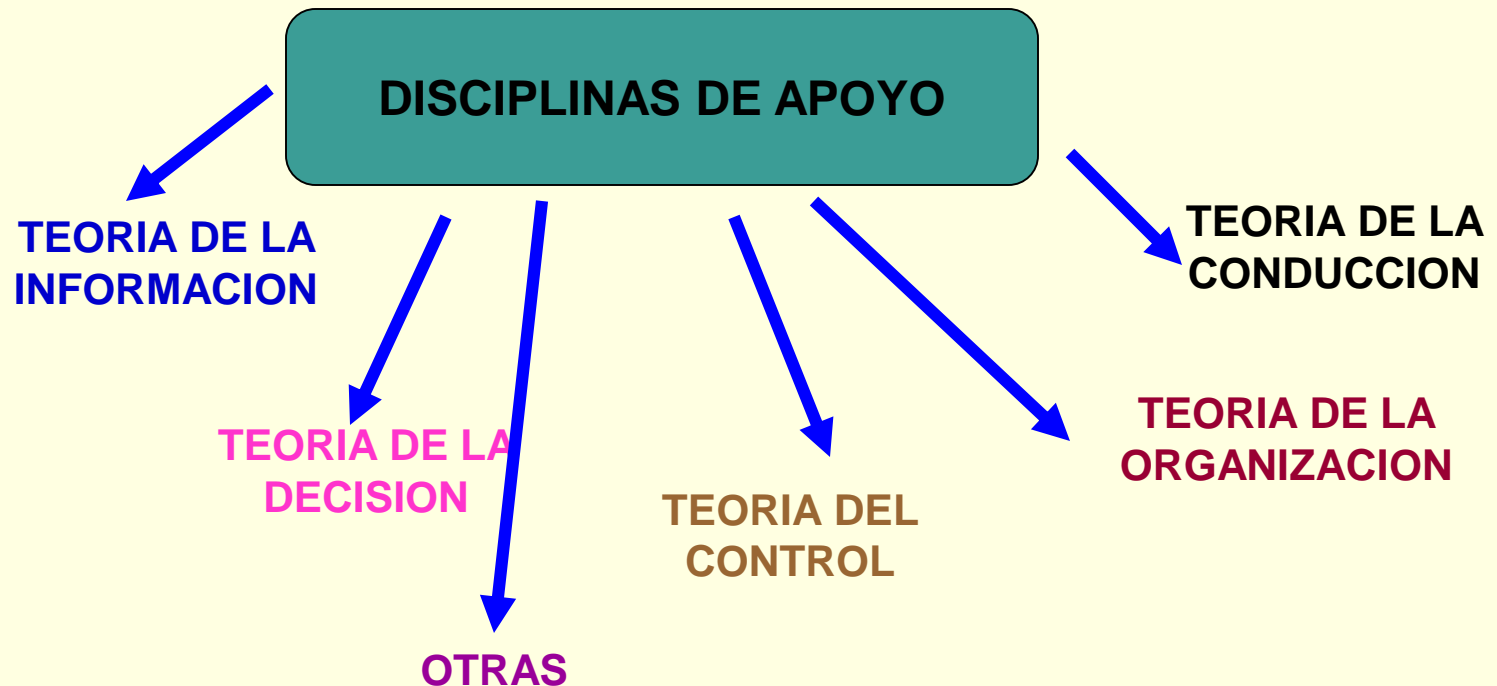 DISCIPLINAS DE APOYO
TEORIA DE LA
INFORMACION
TEORIA DE LA
CONDUCCION
TEORIA DE LA
DECISION
TEORIA DE LA
ORGANIZACION
TEORIA DEL
CONTROL
OTRAS